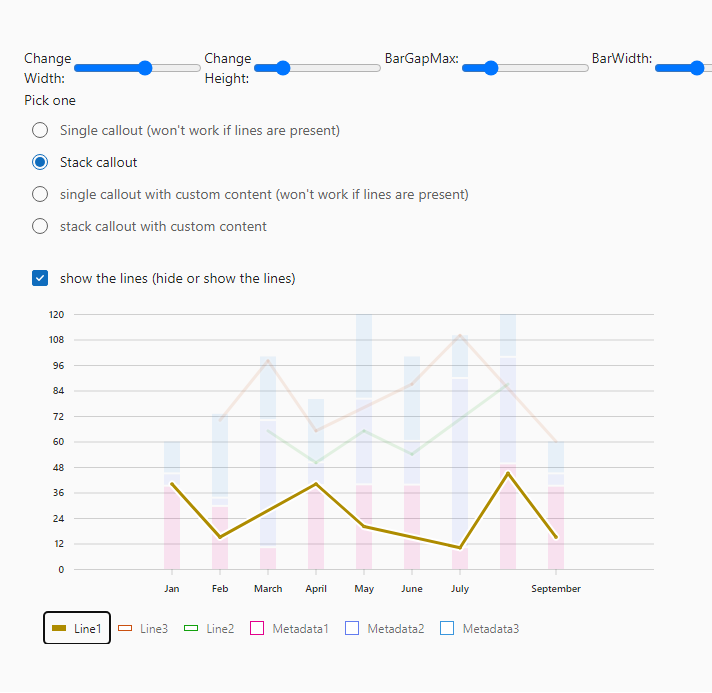 Change Width: Change Height: BarGapMax: BarWidth:
Pick one
Single callout (won't work if lines are present)
Stack callout
single callout with custom content (won't work if lines are present)
stack callout with custom content
show the lines (hide or show the lines)
120
108
96
84
72
60
48
36
24
12
0
Jan Feb March April May June July September
Line1 Line3 Line2 Metadata1 Metadata2 Metadata3